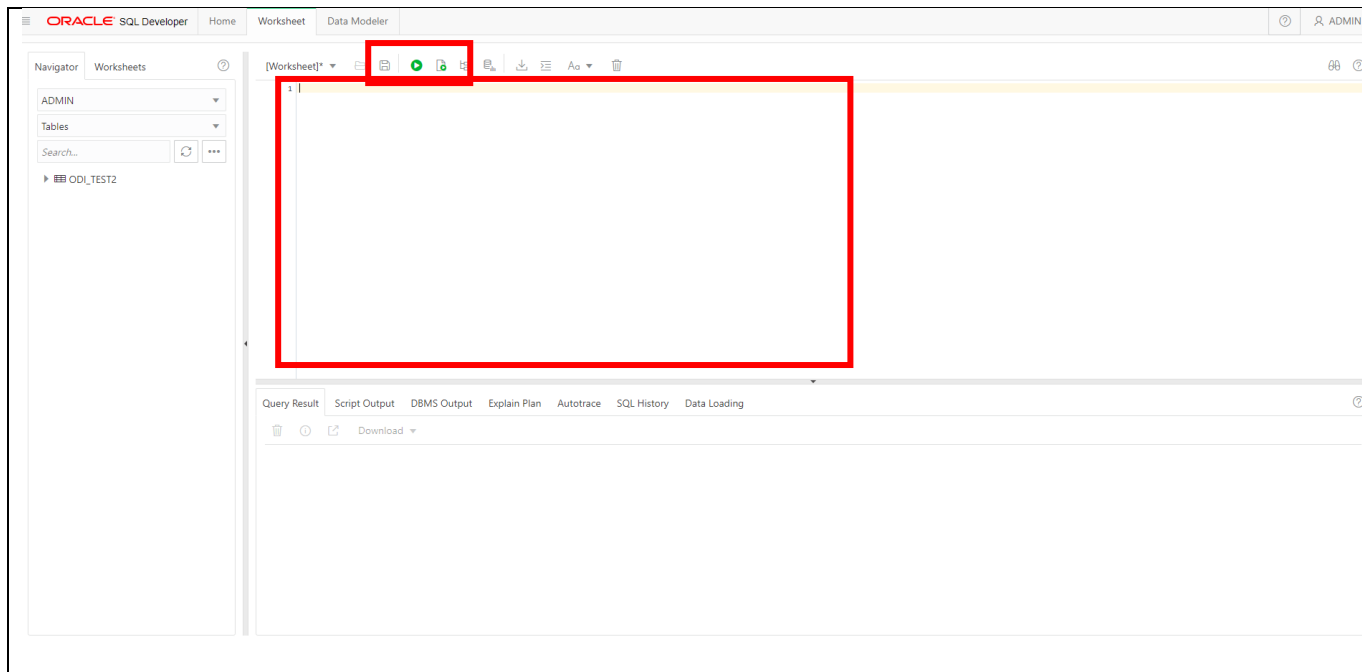 ORACLE SQL Developer Home Worksheet Data Modeler ADMIN
Navigator Worksheets
[Worksheet]* Aa
ADMIN
Tables
Search...
ODI_TEST2
1
Query Result Script Output DBMS Output Explain Plan Autotrace SQL History Data Loading
Download